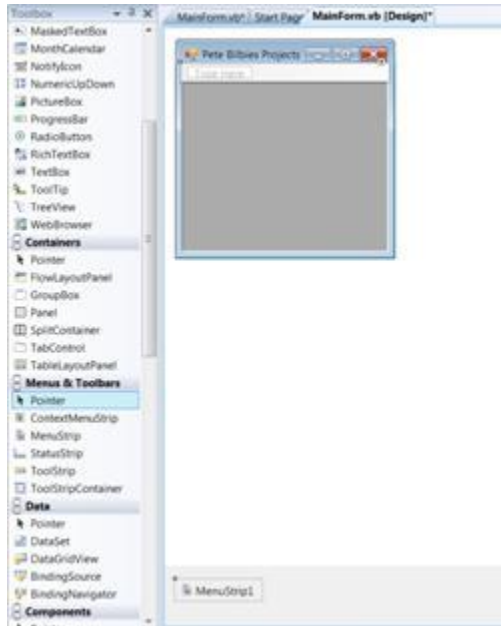 Toolbox
MainForm.vb* Start Page MainForm.vb [Design]*
MaskedTextBox
MonthCalendar
NotifyIcon
NumericUpDown
PictureBox
ProgressBar
RadioButton
RichTextBox
TextBox
ToolTip
TreeView
WebBrowser
Containers
Pointer
FlowLayoutPanel
GroupBox
Panel
SplitContainer
TabControl
TableLayoutPanel
Menus & Toolbars
Pointer
ContextMenuStrip
MenuStrip
StatusStrip
ToolStrip
ToolStripContainer
Data
Pointer
DataSet
DataGridView
BindingSource
BindingNavigator
Components
Pete Bilbies Projects
MenuStrip1